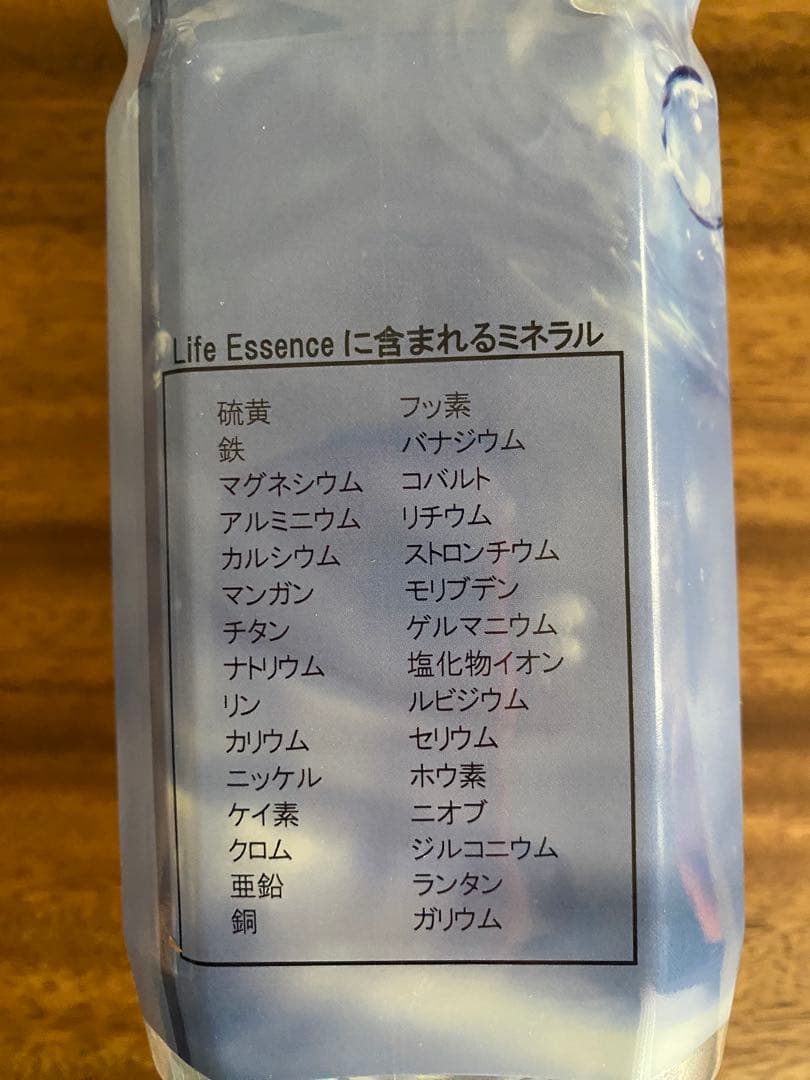 Life Essence に含まれるミネラル
硫黄
鉄
マグネシウム
アルミニウム
カルシウム
マンガン
チタン
ナトリウム
リン
カリウム
ニッケル
ケイ素
クロム
亜鉛
銅
フッ素
バナジウム
コバルト
リチウム
ストロンチウム
モリブデン
ゲルマニウム
塩化物イオン
ルビジウム
セリウム
ホウ素
ニオブ
ジルコニウム
ランタン
ガリウム